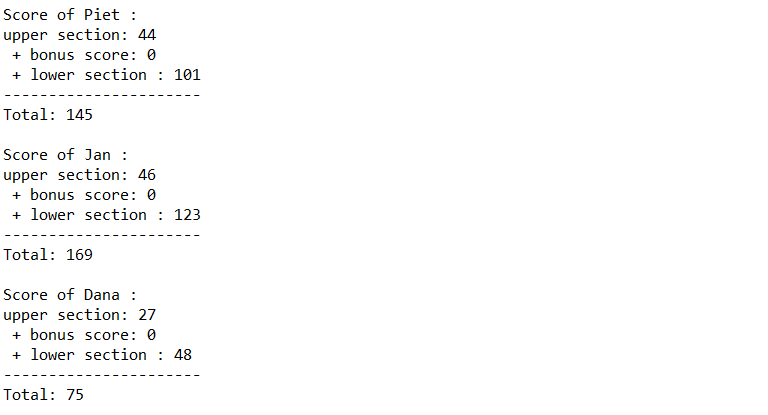 Score of Piet :
upper section: 44
 + bonus score: 0
 + lower section : 101
----------------------
Total: 145

Score of Jan :
upper section: 46
 + bonus score: 0
 + lower section : 123
----------------------
Total: 169

Score of Dana :
upper section: 27
 + bonus score: 0
 + lower section : 48
----------------------
Total: 75